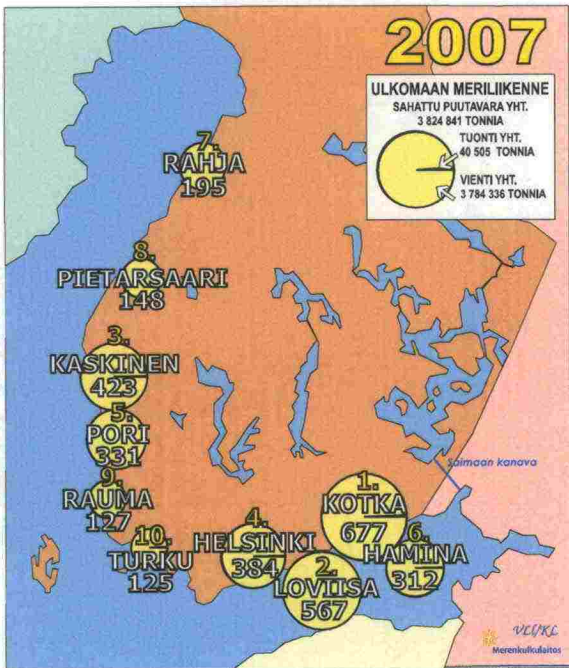 2007
ULKOMAAN MERILIIKENNE
SAHATTU PUUTAVARA YHT.
3 824 841 TONNIA
TUONTI YHT.
40 505 TONNIA
VIENTI YHT.
3 784 336 TONNIA
7.
RAHJA
195
8.
PIETARSAARI
148
3.
KASKINEN
423
5.
PORI
331
9.
RAUMA
127
10.
TURKU
125
4.
HELSINKI
384
1.
KOTKA
677
2.
LOVIISA
567
6.
HAMINA
312
Saimaan kanava
VLI/KL
Merenkulkulaitos